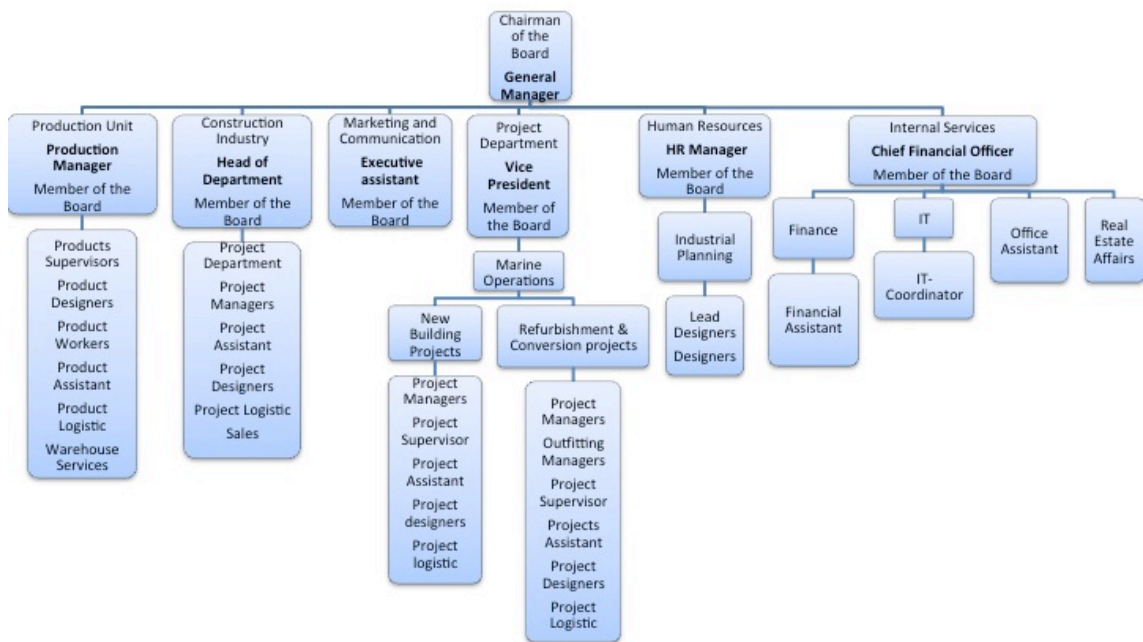 Chairman
of the
Board
General
Manager
Production Unit
Production
Manager
Member of the
Board
Construction
Industry
Head of
Department
Member of the
Board
Marketing and
Communication
Executive
assistant
Member of the
Board
Project
Department
Vice
President
Member of
the Board
Human Resources
HR Manager
Member of the
Board
Internal Services
Chief Financial Officer
Member of the Board
Products
Supervisors
Product
Designers
Product
Workers
Product
Assistant
Product
Logistic
Warehouse
Services
Project
Department
Project
Managers
Project
Assistant
Project
Designers
Project Logistic
Sales
Marine
Operations
New
Building
Projects
Refurbishment &
Conversion projects
Project
Managers
Project
Supervisor
Project
Assistant
Project
designers
Project
logistic
Project
Managers
Outfitting
Managers
Project
Supervisor
Projects
Assistant
Project
Designers
Project
Logistic
Industrial
Planning
Lead
Designers
Designers
Finance
Financial
Assistant
IT
IT-
Coordinator
Office
Assistant
Real
Estate
Affairs